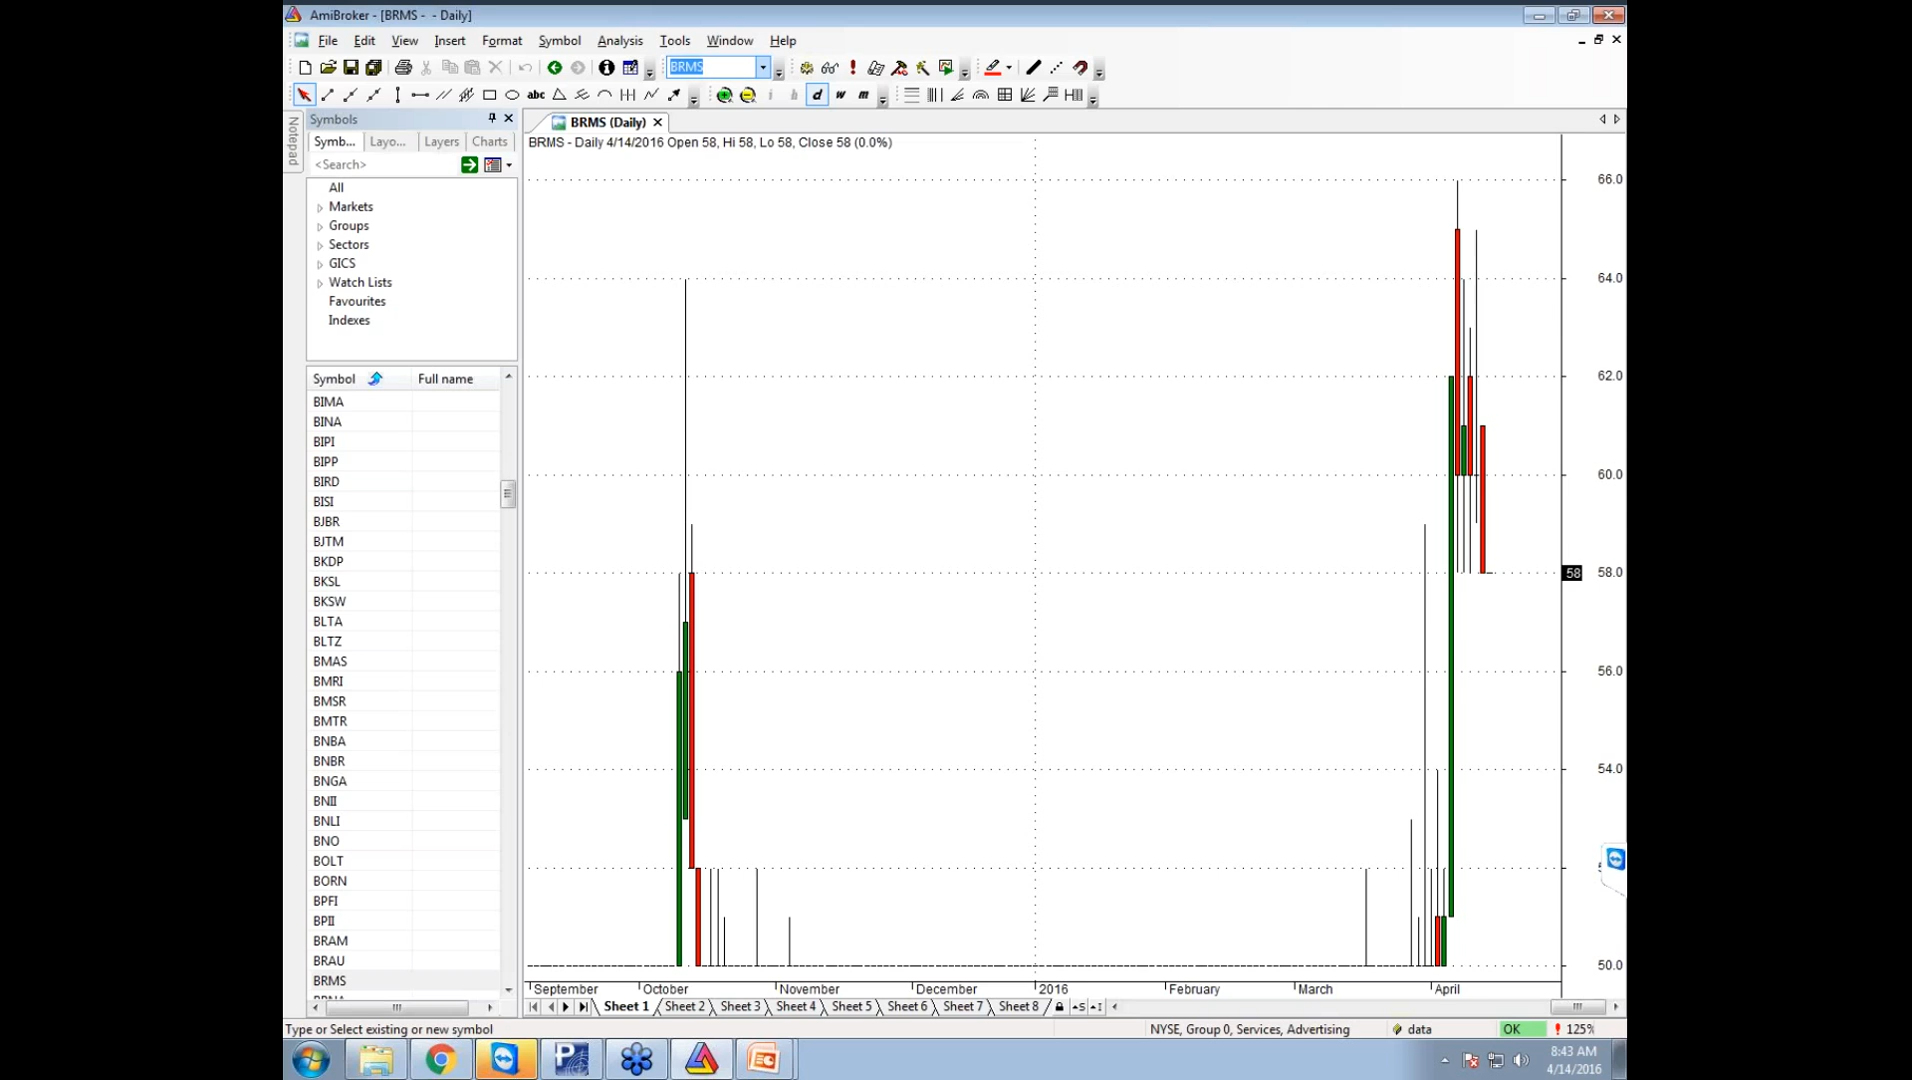 AmiBroker - [BRMS - - Daily]
File Edit View Insert Format Symbol Analysis Tools Window Help
BRMS
abc i h d w m
Symbols
BRMS (Daily)
Notepad
Symb... Layo... Layers Charts
BRMS - Daily 4/14/2016 Open 58, Hi 58, Lo 58, Close 58 (0.0%)
<Search>
All
Markets
Groups
Sectors
GICS
Watch Lists
Favourites
Indexes
Symbol Full name
BIMA
BINA
BIPI
BIPP
BIRD
BISI
BJBR
BJTM
BKDP
BKSL
BKSW
BLTA
BLTZ
BMAS
BMRI
BMSR
BMTR
BNBA
BNBR
BNGA
BNII
BNLI
BNO
BOLT
BORN
BPFI
BPII
BRAM
BRAU
BRMS
66.0
64.0
62.0
60.0
58 58.0
56.0
54.0
50.0
September October November December 2016 February March April
Sheet 1 Sheet 2 Sheet 3 Sheet 4 Sheet 5 Sheet 6 Sheet 7 Sheet 8
Type or Select existing or new symbol
NYSE, Group 0, Services, Advertising data OK 125%
8:43 AM
4/14/2016